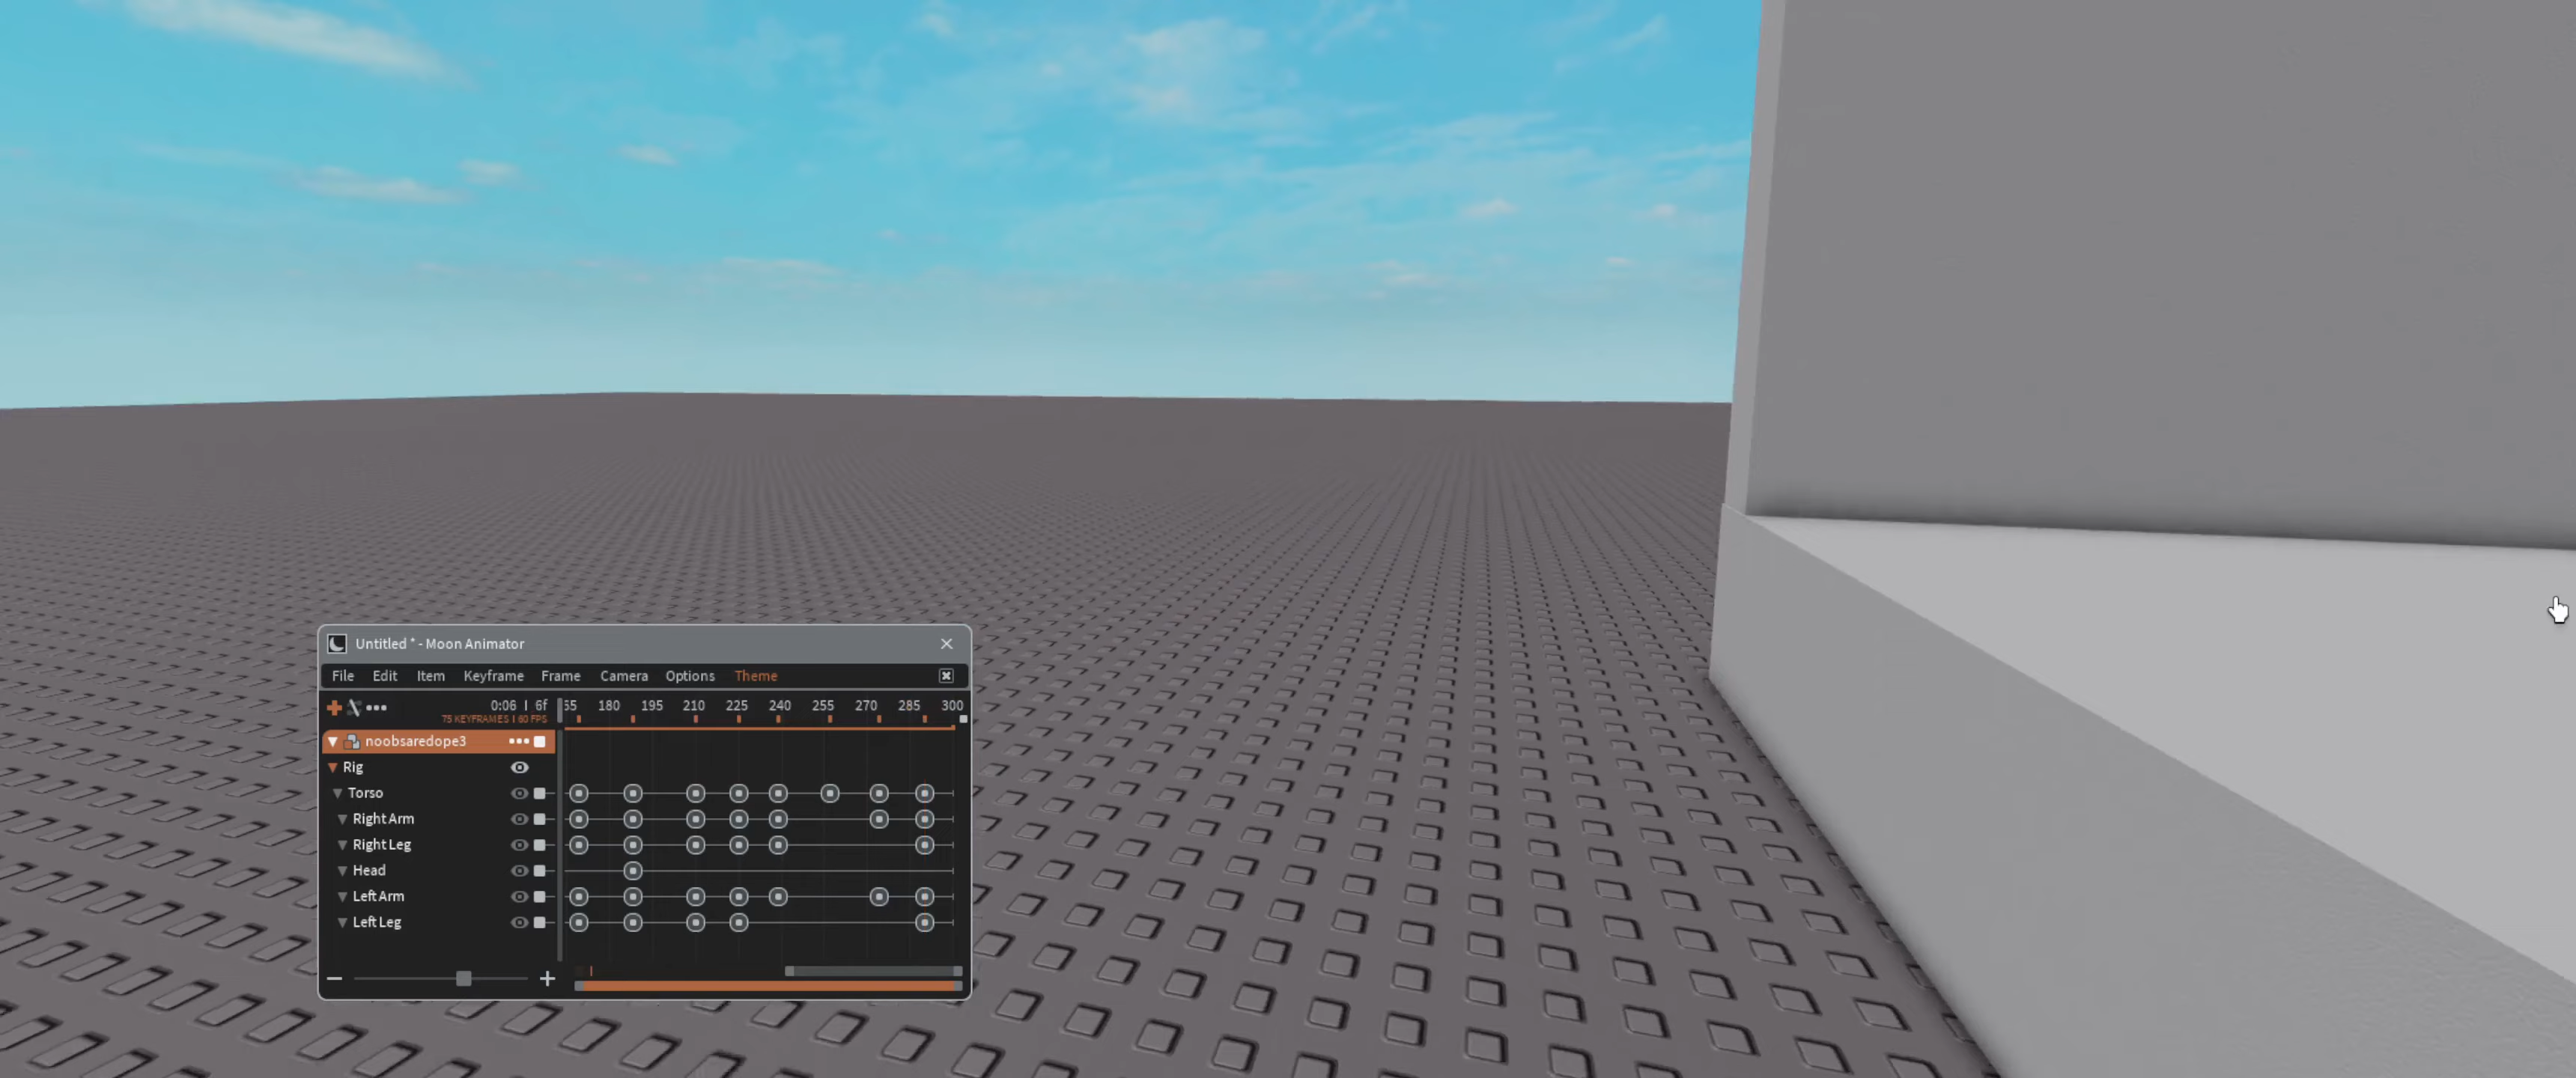 Untitled * - Moon Animator
File Edit Item Keyframe Frame Camera Options Theme
0:06 | 6f
75 KEYFRAMES | 60 FPS
180 195 210 225 240 255 270 285 300
noobsaredope3
Rig
Torso
Right Arm
Right Leg
Head
Left Arm
Left Leg